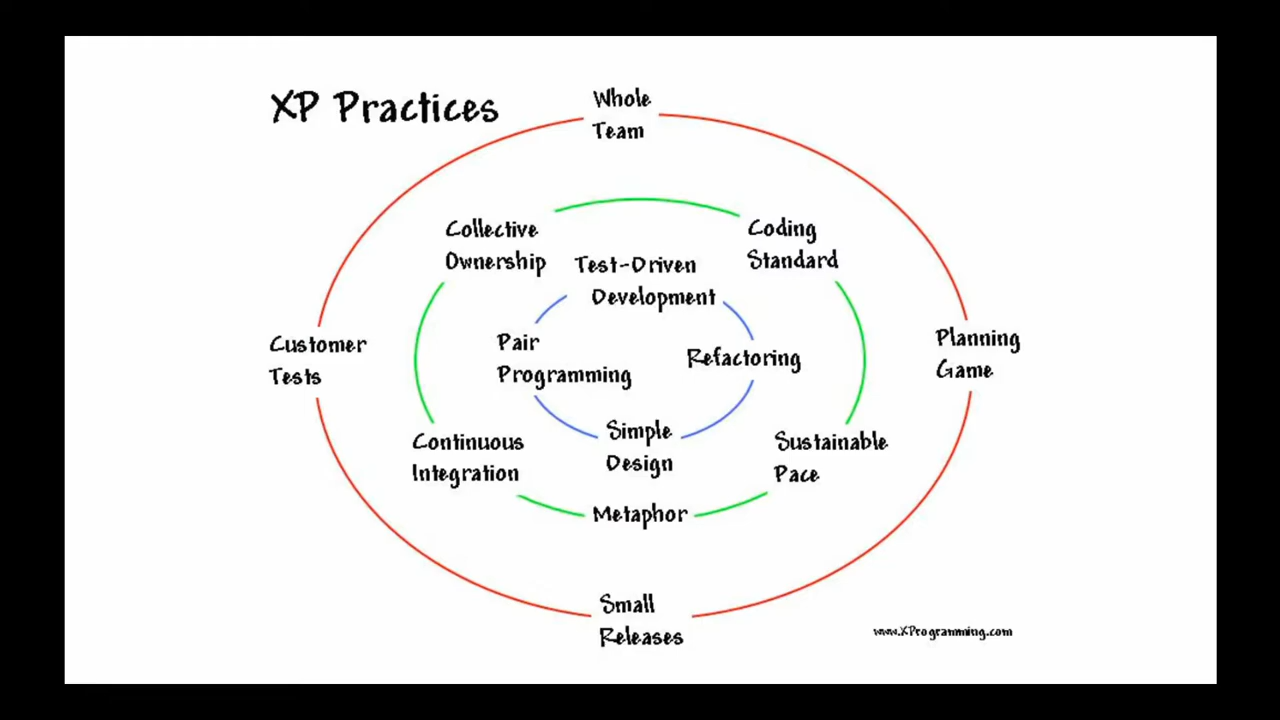 XP Practices
Whole
Team
Collective
Ownership
Coding
Standard
Test-Driven
Development
Customer
Tests
Pair
Programming
Refactoring
Planning
Game
Simple
Design
Continuous
Integration
Sustainable
Pace
Metaphor
Small
Releases
www.XProgramming.com